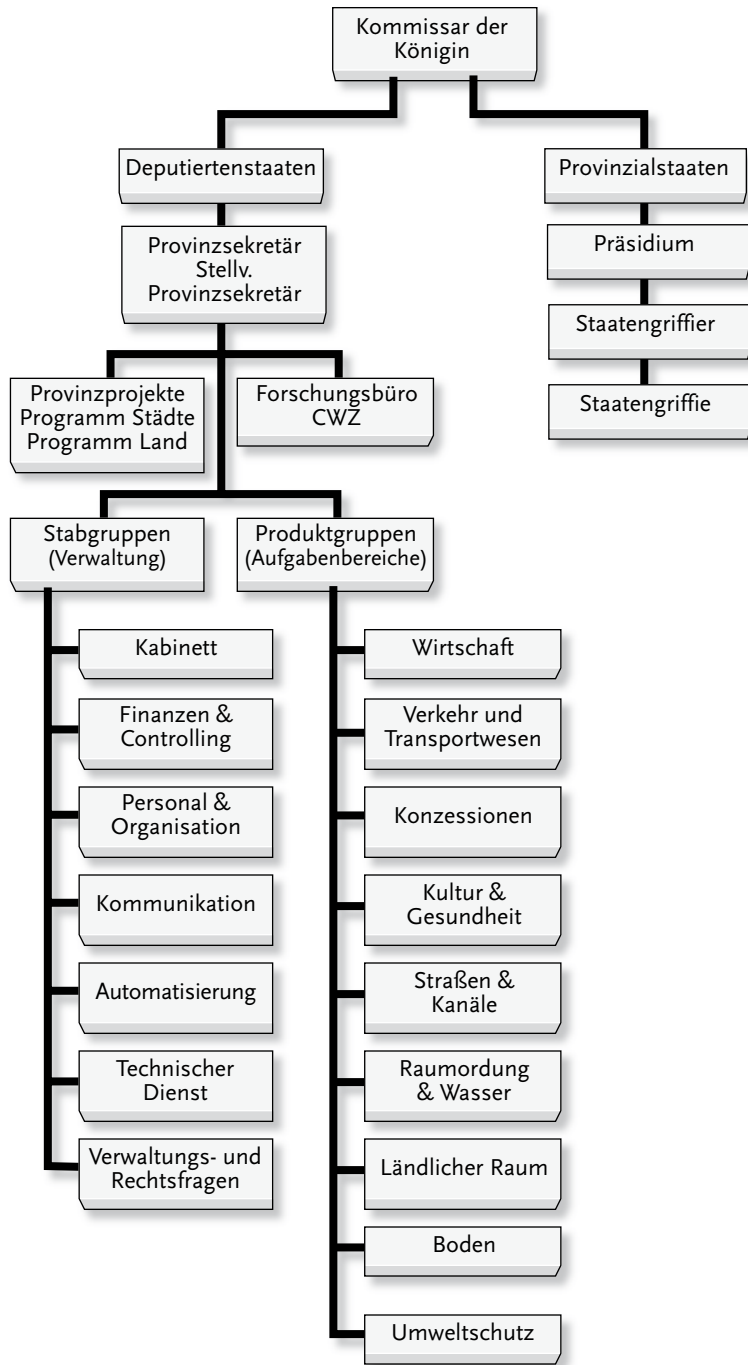 Kommissar der
Königin
Deputiertenstaaten
Provinzialstaaten
Provinzsekretär
Stellv.
Provinzsekretär
Präsidium
Staatengriffier
Staatengriffie
Provinzprojekte
Programm Städte
Programm Land
Forschungsbüro
CWZ
Stabgruppen
(Verwaltung)
Produktgruppen
(Aufgabenbereiche)
Kabinett
Finanzen &
Controlling
Personal &
Organisation
Kommunikation
Automatisierung
Technischer
Dienst
Verwaltungs- und
Rechtsfragen
Wirtschaft
Verkehr und
Transportwesen
Konzessionen
Kultur &
Gesundheit
Straßen &
Kanäle
Raumordung
& Wasser
Ländlicher Raum
Boden
Umweltschutz